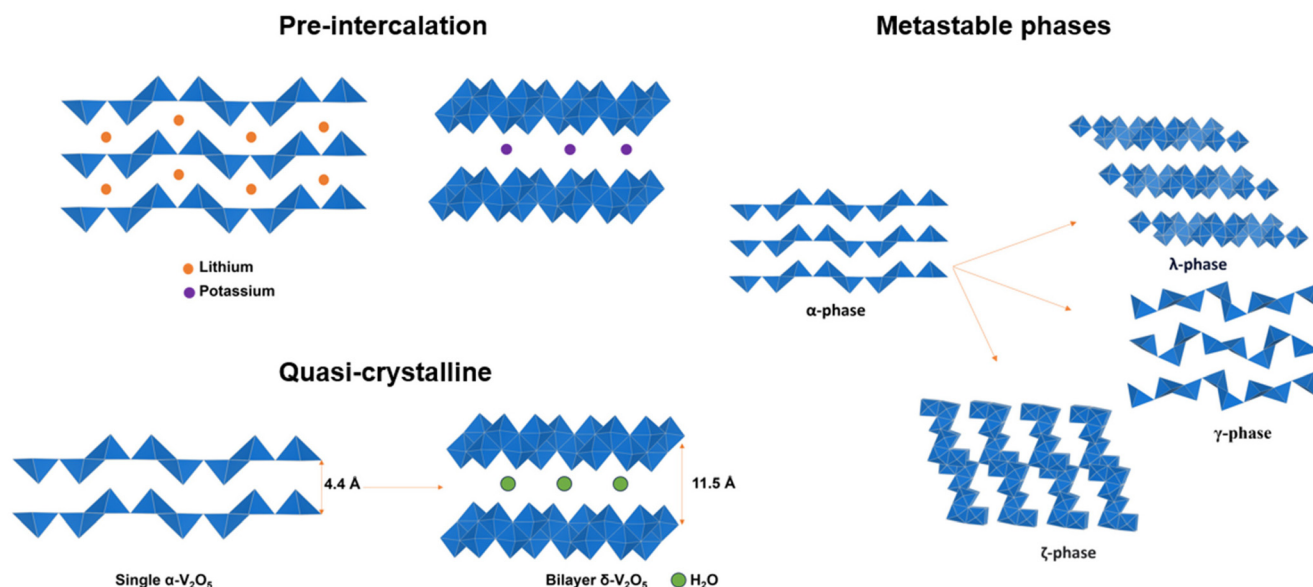 Pre-intercalation
Lithium
Potassium
Quasi-crystalline
4.4 Å
11.5 Å
Single α-V₂O₅
Bilayer δ-V₂O₅
H₂O
Metastable phases
α-phase
λ-phase
γ-phase
ζ-phase